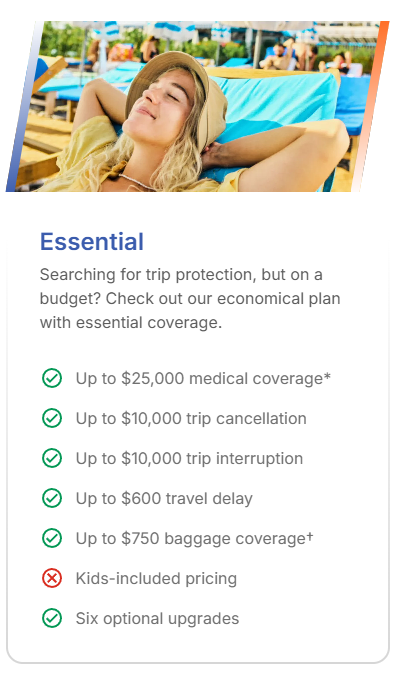 Essential
Searching for trip protection, but on a
budget? Check out our economical plan
with essential coverage.
Up to $25,000 medical coverage*
Up to $10,000 trip cancellation
Up to $10,000 trip interruption
Up to $600 travel delay
Up to $750 baggage coverage†
Kids-included pricing
Six optional upgrades